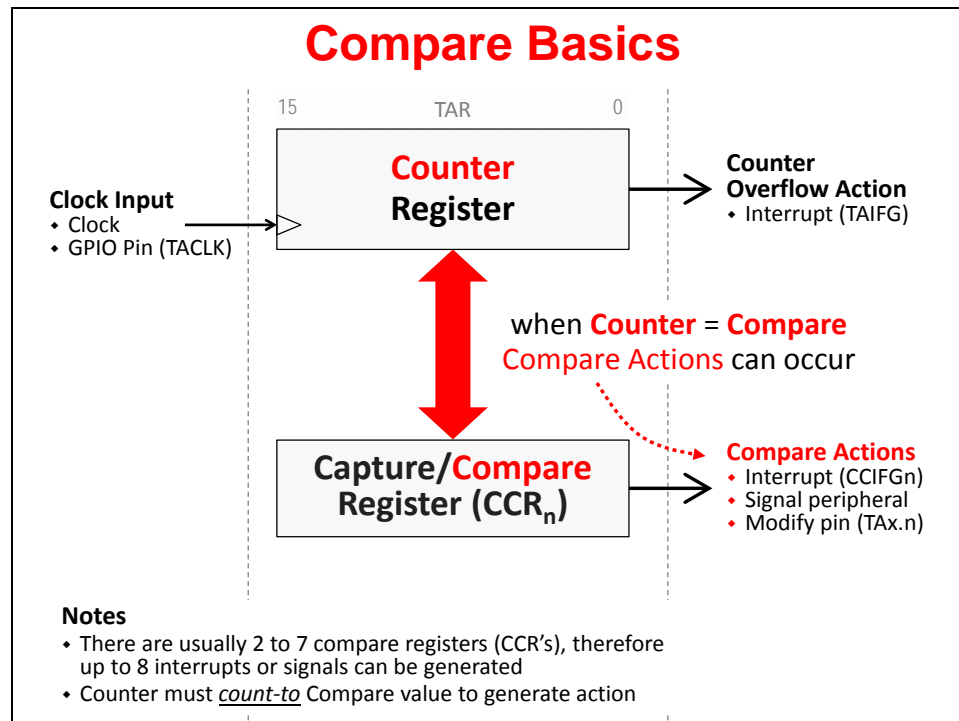 Compare Basics
15 TAR 0
Counter
Register
Clock Input
◆ Clock
◆ GPIO Pin (TACLK)
Counter
Overflow Action
◆ Interrupt (TAIFG)
when Counter = Compare
Compare Actions can occur
Capture/Compare
Register (CCRn)
Compare Actions
◆ Interrupt (CCIFGn)
◆ Signal peripheral
◆ Modify pin (TAx.n)
Notes
◆ There are usually 2 to 7 compare registers (CCR's), therefore
up to 8 interrupts or signals can be generated
◆ Counter must count-to Compare value to generate action